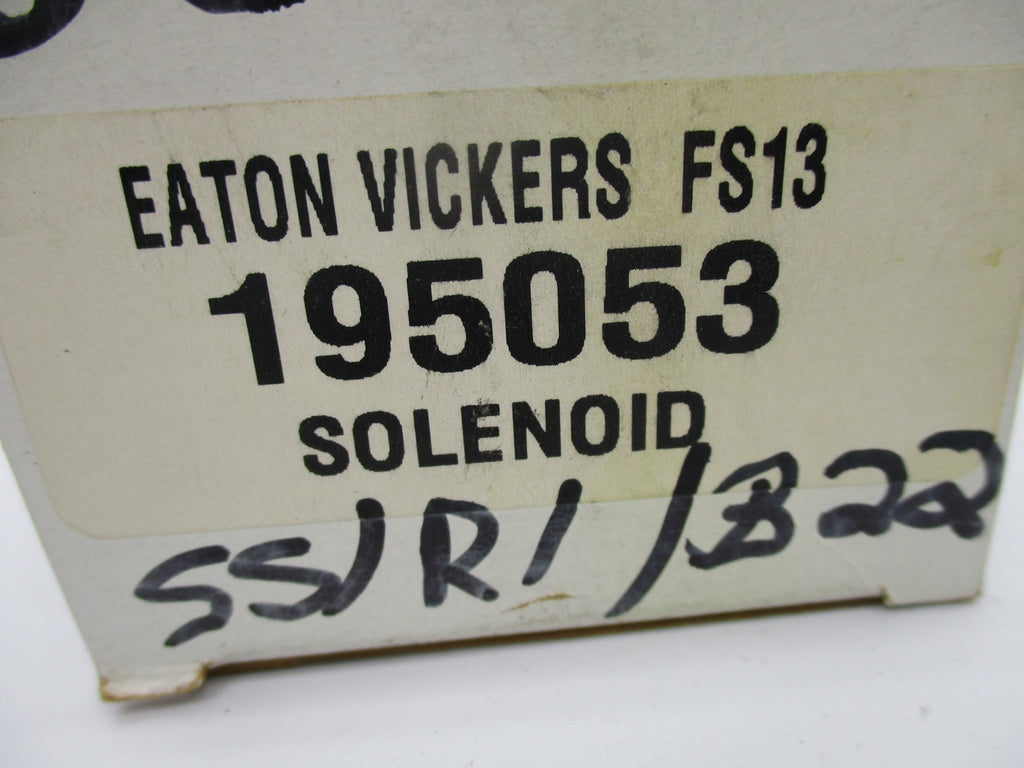 EATON VICKERS FS13
195053
SOLENOID
SS/R1/B22